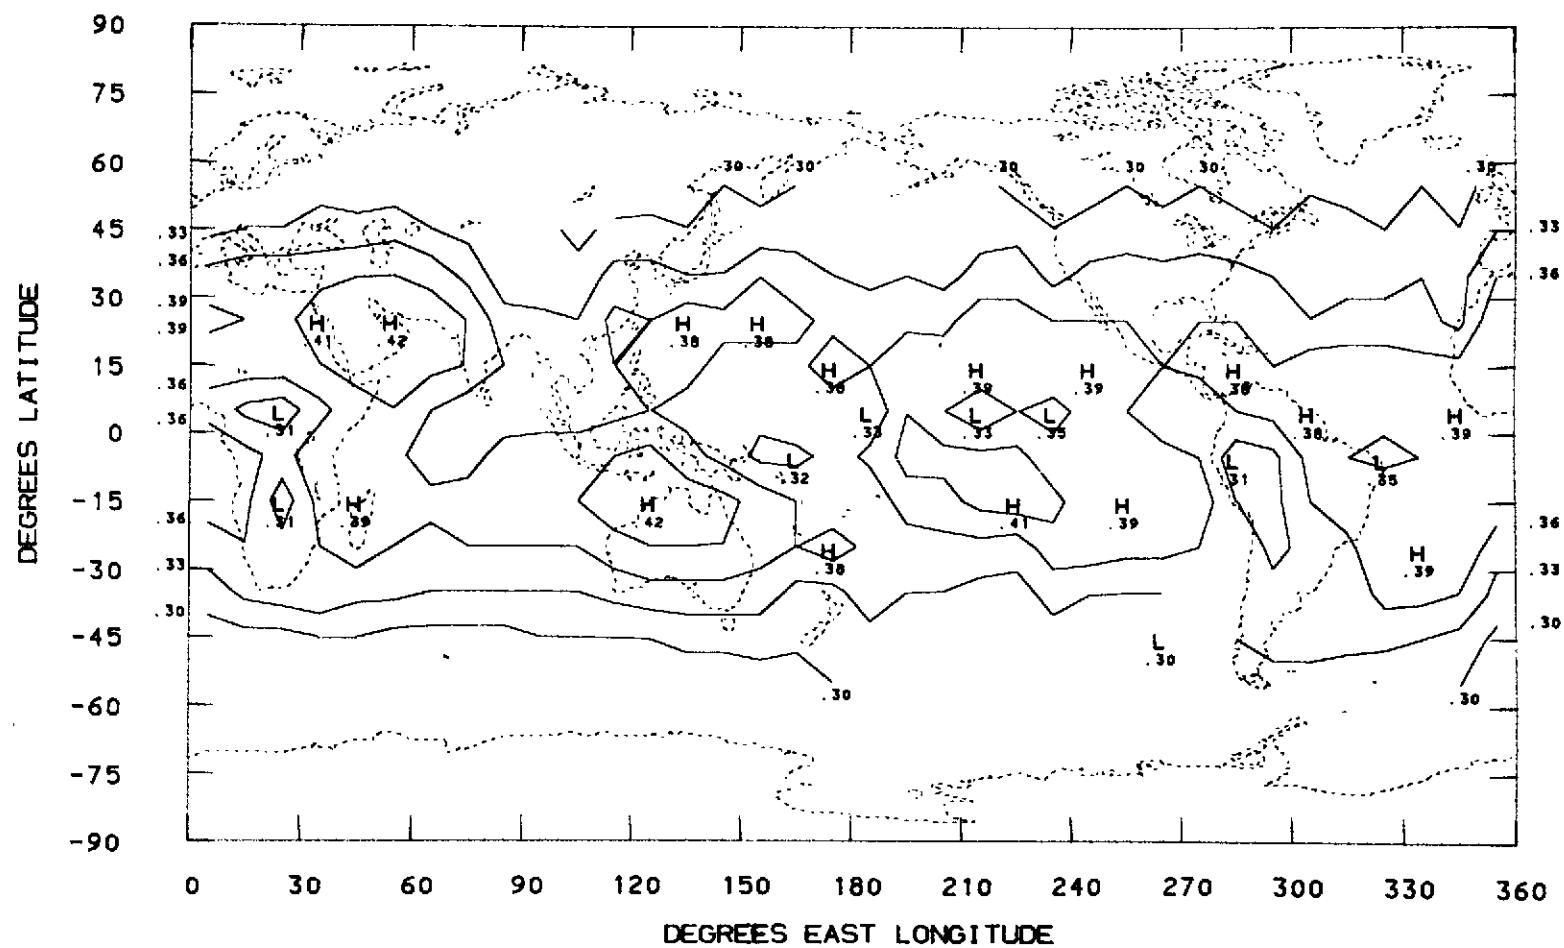 90
75
60
45
30
15
0
-15
-30
-45
-60
-75
-90
DEGREES LATITUDE
.30 .30 .30 .30 .30 .30
.33 .33
.36 .36
.39
.39
H .41 H .42 H .38 H .38
.36
H .38 H .39 H .39 H .38
.36
L .31 L .33 L .33 L .35 H .38 H .39
L .32 L .31 L .35
L .31 H .39 H .42 H .41 H .39
.36 .36
H .38 H .39
.33 .33
.30 .30
L .30
.30 .30
0 30 60 90 120 150 180 210 240 270 300 330 360
DEGREES EAST LONGITUDE